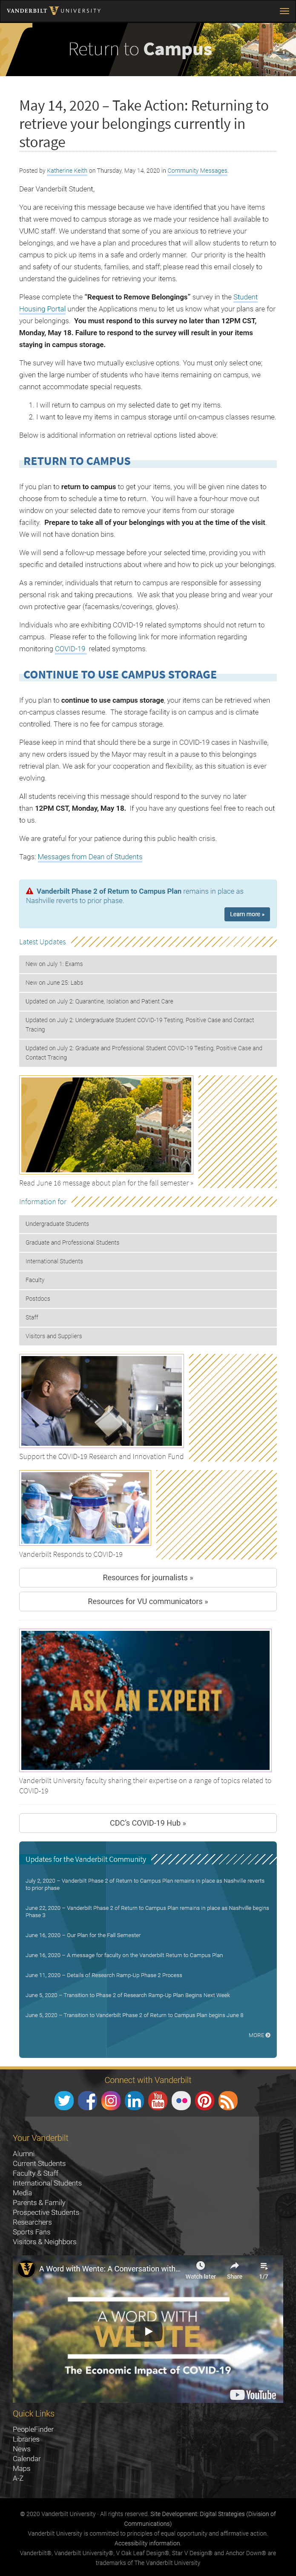 VANDERBILT UNIVERSITY
Return to Campus
May 14, 2020 – Take Action: Returning to
retrieve your belongings currently in
storage
Posted by Katherine Keith on Thursday, May 14, 2020 in Community Messages.
Dear Vanderbilt Student,
You are receiving this message because we have identified that you have items
that were moved to campus storage as we made your residence hall available to
VUMC staff. We understand that some of you are anxious to retrieve your
belongings, and we have a plan and procedures that will allow students to return to
campus to pick up items in a safe and orderly manner.  Our priority is the health
and safety of our students, families, and staff; please read this email closely to
understand the guidelines for retrieval of items.
Please complete the "Request to Remove Belongings" survey in the Student
Housing Portal under the Applications menu to let us know what your plans are for
your belongings.  You must respond to this survey no later than 12PM CST,
Monday, May 18. Failure to respond to the survey will result in your items
staying in campus storage.
The survey will have two mutually exclusive options. You must only select one;
given the large number of students who have items remaining on campus, we
cannot accommodate special requests.
1. I will return to campus on my selected date to get my items.
2. I want to leave my items in campus storage until on-campus classes resume.
Below is additional information on retrieval options listed above:
RETURN TO CAMPUS
If you plan to return to campus to get your items, you will be given nine dates to
choose from to schedule a time to return.  You will have a four-hour move out
window on your selected date to remove your items from our storage
facility.  Prepare to take all of your belongings with you at the time of the visit.
We will not have donation bins.
We will send a follow-up message before your selected time, providing you with
specific and detailed instructions about where and how to pick up your belongings.
As a reminder, individuals that return to campus are responsible for assessing
personal risk and taking precautions.  We ask that you please bring and wear your
own protective gear (facemasks/coverings, gloves).
Individuals who are exhibiting COVID-19 related symptoms should not return to
campus.  Please refer to the following link for more information regarding
monitoring COVID-19 related symptoms.
CONTINUE TO USE CAMPUS STORAGE
If you plan to continue to use campus storage, your items can be retrieved when
on-campus classes resume.  The storage facility is on campus and is climate
controlled. There is no fee for campus storage.
Please keep in mind that should there be a surge in COVID-19 cases in Nashville,
any new orders issued by the Mayor may result in a pause to this belongings
retrieval plan. We ask for your cooperation and flexibility, as this situation is ever
evolving.
All students receiving this message should respond to the survey no later
than 12PM CST, Monday, May 18.  If you have any questions feel free to reach out
to us.
We are grateful for your patience during this public health crisis.
Tags: Messages from Dean of Students
Vanderbilt Phase 2 of Return to Campus Plan remains in place as
Nashville reverts to prior phase.
Learn more »
Latest Updates
New on July 1: Exams
New on June 25: Labs
Updated on July 2: Quarantine, Isolation and Patient Care
Updated on July 2: Undergraduate Student COVID-19 Testing, Positive Case and Contact
Tracing
Updated on July 2: Graduate and Professional Student COVID-19 Testing, Positive Case and
Contact Tracing
Read June 16 message about plan for the fall semester »
Information for
Undergraduate Students
Graduate and Professional Students
International Students
Faculty
Postdocs
Staff
Visitors and Suppliers
Support the COVID-19 Research and Innovation Fund
Vanderbilt Responds to COVID-19
Resources for journalists »
Resources for VU communicators »
ASK AN EXPERT
Vanderbilt University faculty sharing their expertise on a range of topics related to
COVID-19
CDC's COVID-19 Hub »
Updates for the Vanderbilt Community
July 2, 2020 – Vanderbilt Phase 2 of Return to Campus Plan remains in place as Nashville reverts
to prior phase
June 22, 2020 – Vanderbilt Phase 2 of Return to Campus Plan remains in place as Nashville begins
Phase 3
June 16, 2020 – Our Plan for the Fall Semester
June 16, 2020 – A message for faculty on the Vanderbilt Return to Campus Plan
June 11, 2020 – Details of Research Ramp-Up Phase 2 Process
June 5, 2020 – Transition to Phase 2 of Research Ramp-Up Plan Begins Next Week
June 5, 2020 – Transition to Vanderbilt Phase 2 of Return to Campus Plan begins June 8
MORE
Connect with Vanderbilt
You Tube
Your Vanderbilt
Alumni
Current Students
Faculty & Staff
International Students
Media
Parents & Family
Prospective Students
Researchers
Sports Fans
Visitors & Neighbors
A Word with Wente: A Conversation with...
Watch later
Share
1/7
A WORD WITH
WENTE
The Economic Impact of COVID-19
YouTube
Quick Links
PeopleFinder
Libraries
News
Calendar
Maps
A-Z
© 2020 Vanderbilt University · All rights reserved. Site Development: Digital Strategies (Division of
Communications)
Vanderbilt University is committed to principles of equal opportunity and affirmative action.
Accessibility information
Vanderbilt®, Vanderbilt University®, V Oak Leaf Design®, Star V Design® and Anchor Down® are
trademarks of The Vanderbilt University